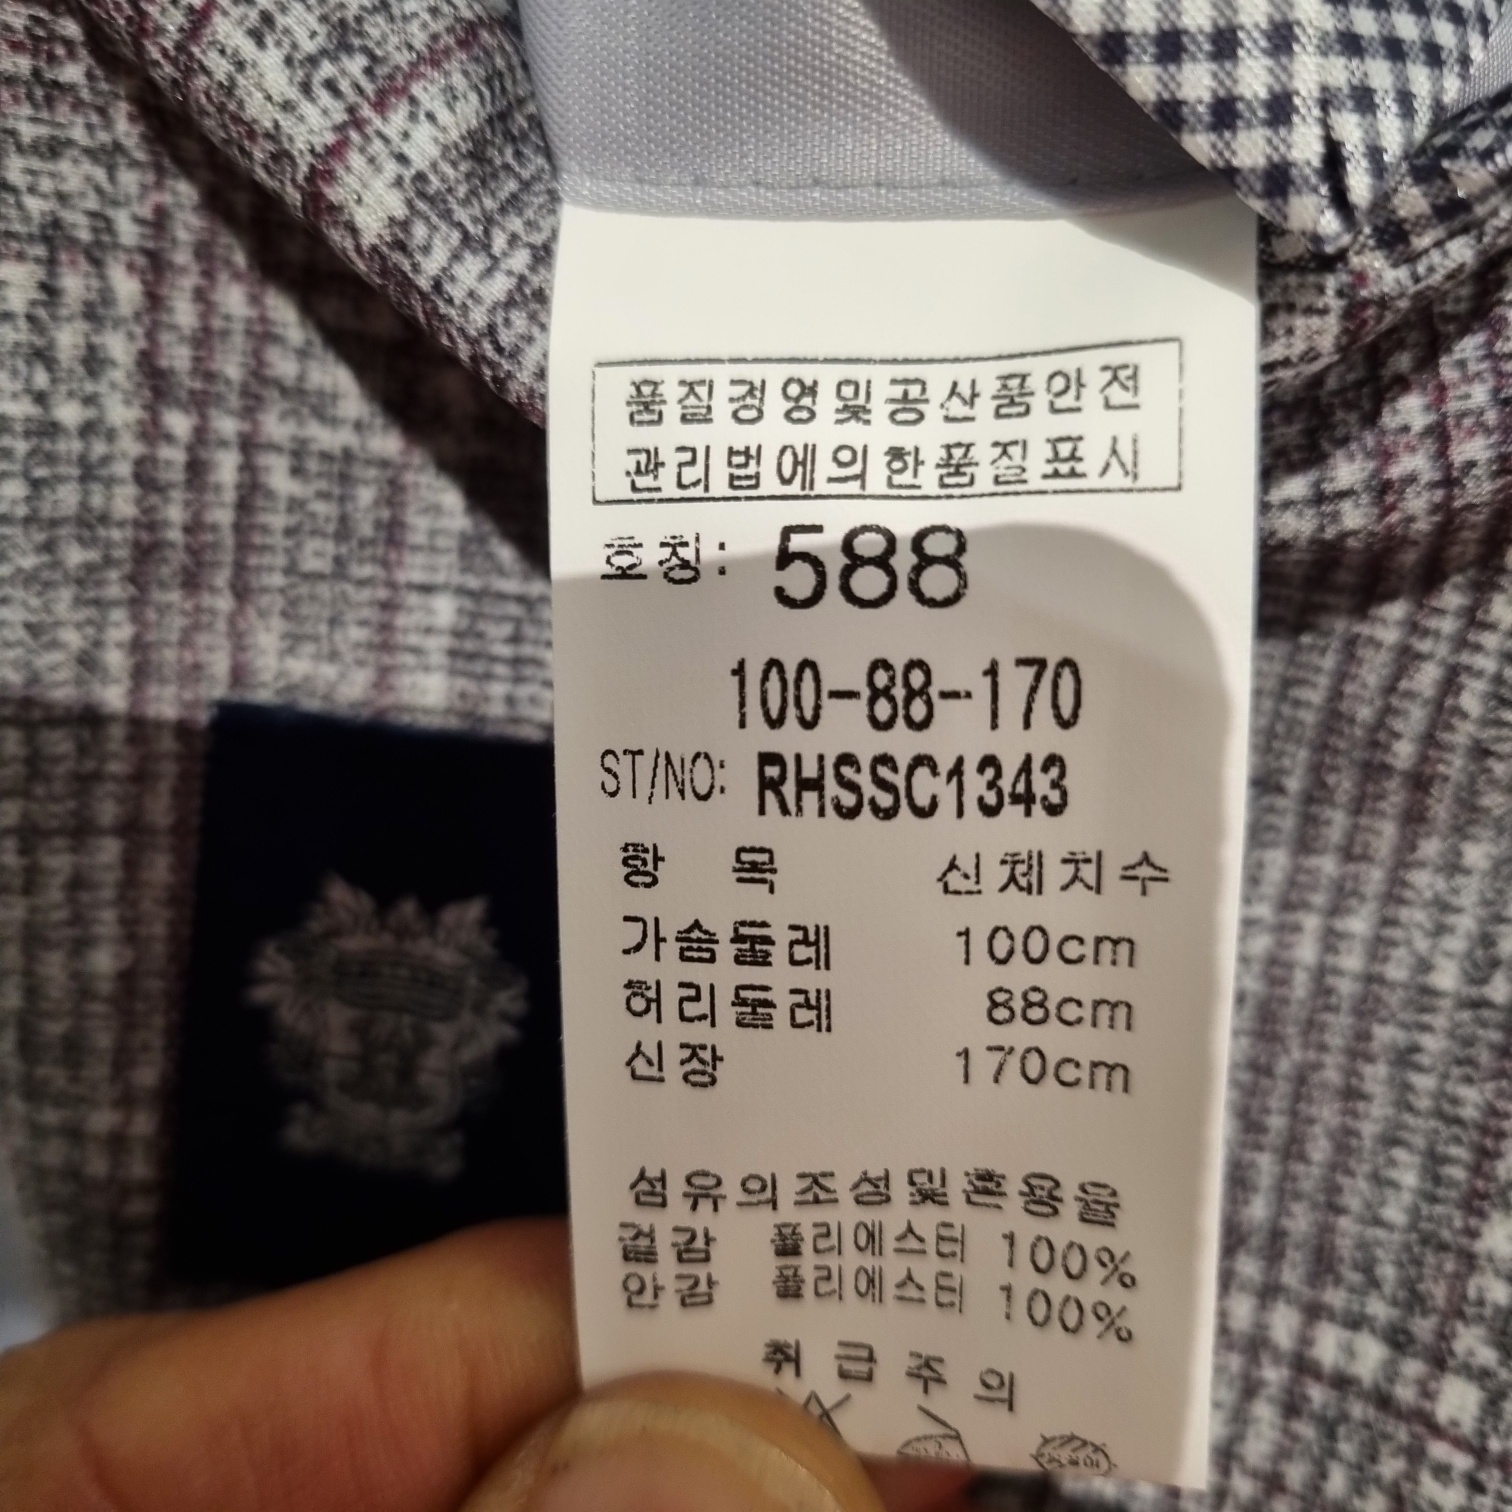 품질경영및공산품안전
관리법에의한품질표시
호칭: 588
100-88-170
ST/NO: RHSSC1343
항 목 신체치수
가슴둘레 100cm
허리둘레 88cm
신장 170cm
섬유의조성및혼용율
겉감 폴리에스터 100%
안감 폴리에스터 100%
취급주의